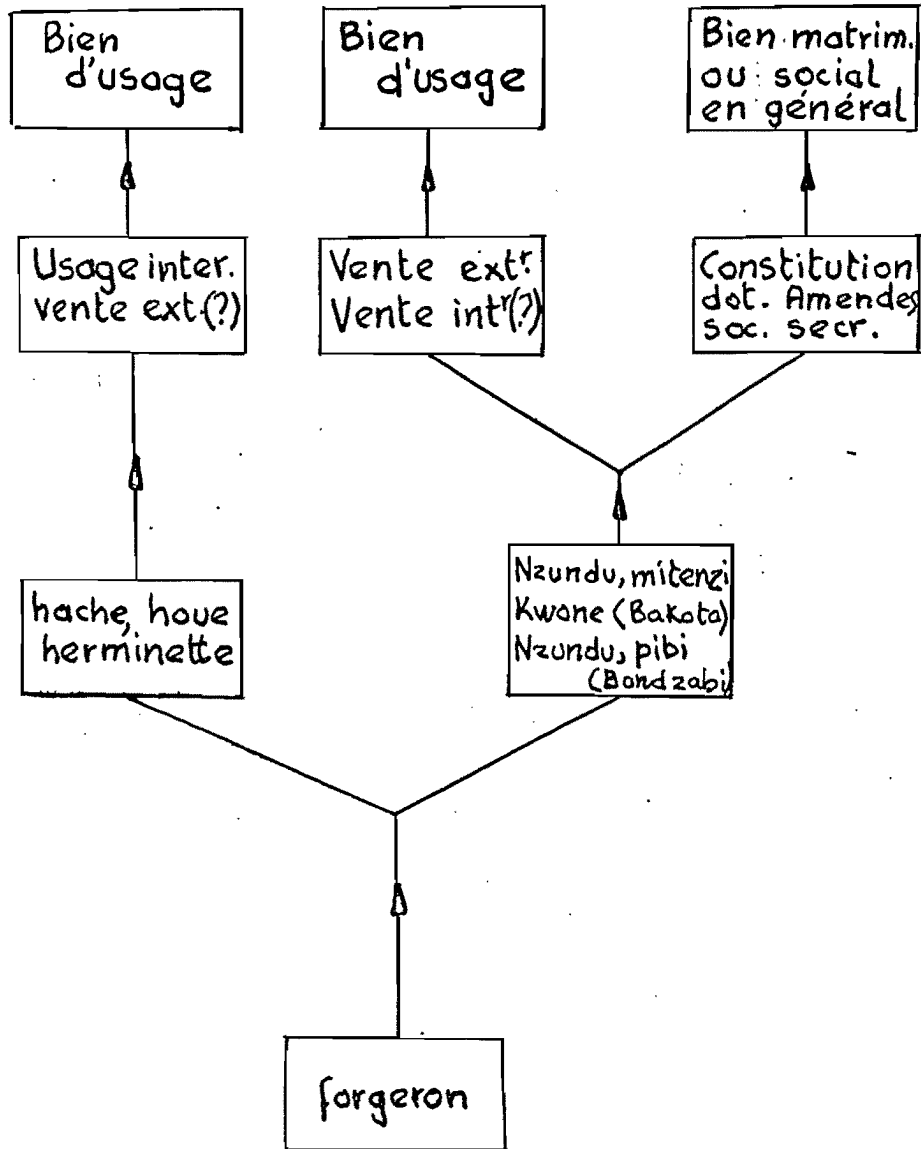 Bien
d'usage
Bien
d'usage
Bien matrim.
ou social
en général
Usage inter.
vente ext.(?)
Vente extr.
Vente intr(?)
Constitution
dot. Amendes
soc. secr.
hache, houe
herminette
Nzundu, mitenzi
Kwone (Bakota)
Nzundu, pibi
(Bandzabi)
forgeron